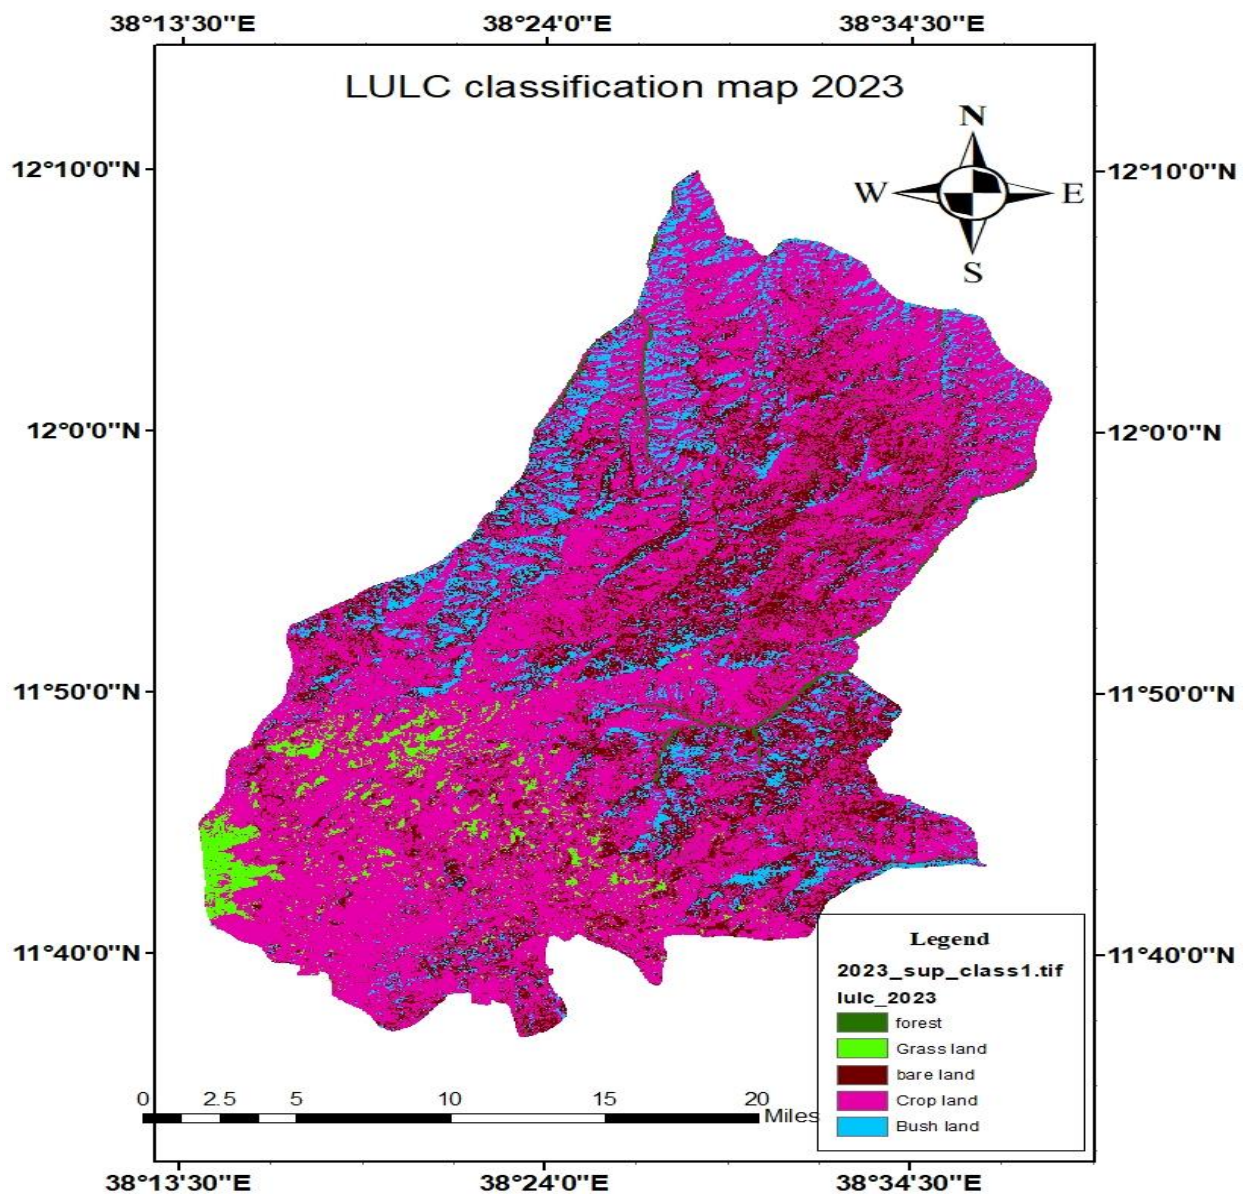 38°13'30"E 38°24'0"E 38°34'30"E
LULC classification map 2023
N
W E
S
12°10'0"N 12°10'0"N
12°0'0"N 12°0'0"N
11°50'0"N 11°50'0"N
11°40'0"N 11°40'0"N
Legend
2023_sup_class1.tif
lulc_2023
forest
Grass land
bare land
Crop land
Bush land
0 2.5 5 10 15 20
Miles
38°13'30"E 38°24'0"E 38°34'30"E